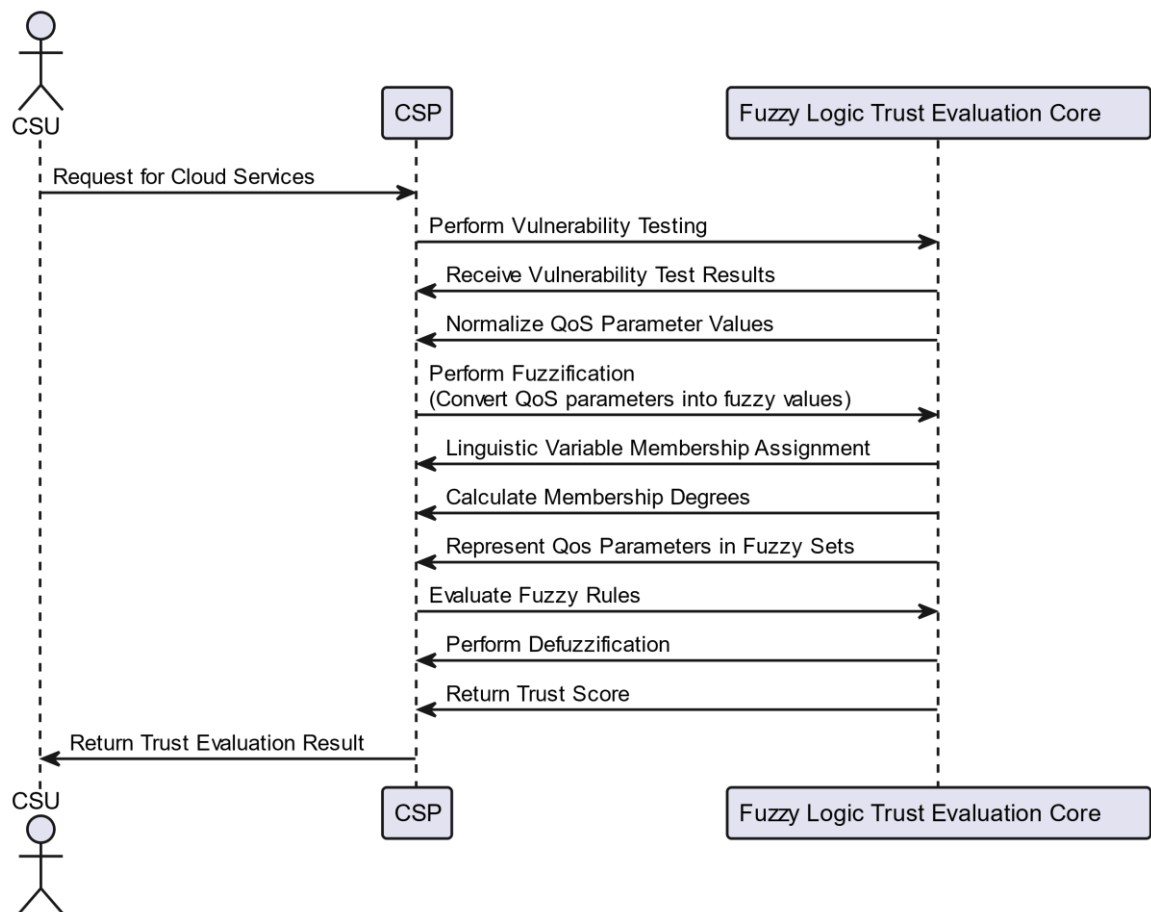 CSU
CSP
Fuzzy Logic Trust Evaluation Core
Request for Cloud Services
Perform Vulnerability Testing
Receive Vulnerability Test Results
Normalize QoS Parameter Values
Perform Fuzzification
(Convert QoS parameters into fuzzy values)
Linguistic Variable Membership Assignment
Calculate Membership Degrees
Represent Qos Parameters in Fuzzy Sets
Evaluate Fuzzy Rules
Perform Defuzzification
Return Trust Score
Return Trust Evaluation Result
CSU
CSP
Fuzzy Logic Trust Evaluation Core